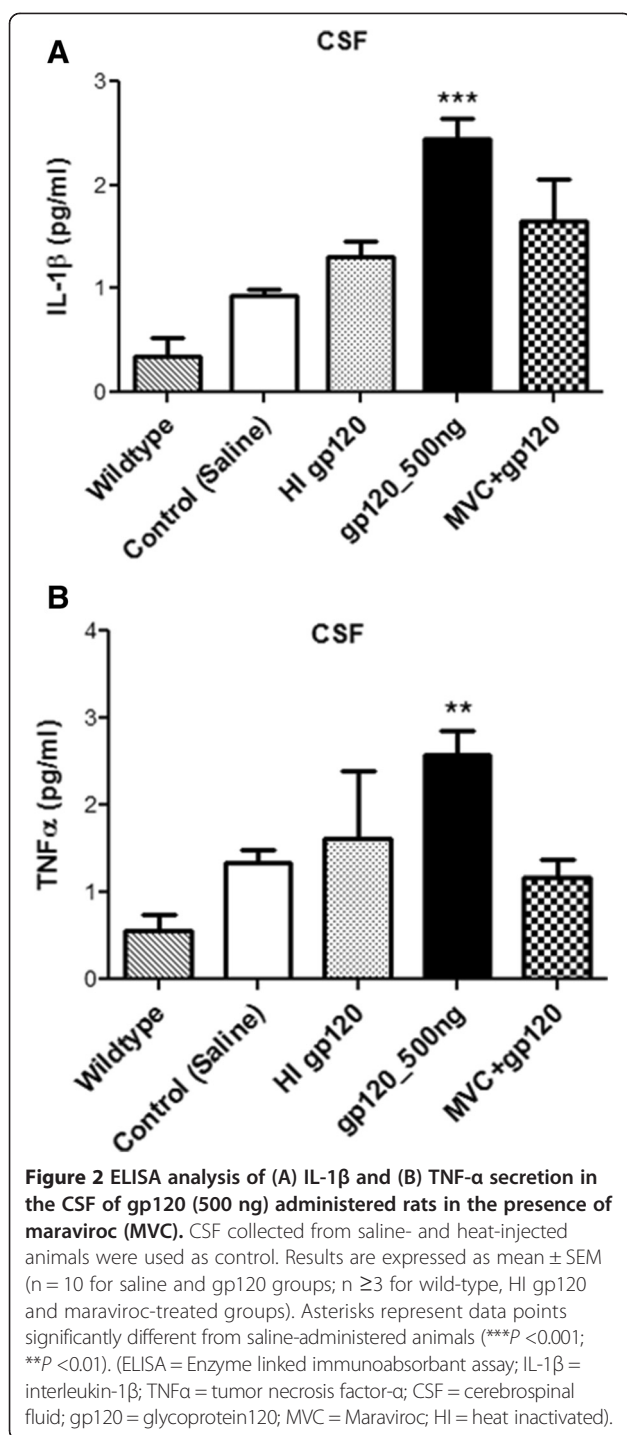 A
CSF
3
2
1
0
IL-1β (pg/ml)
***
Wildtype
Control (Saline)
HI gp120
gp120_500ng
MVC+gp120
B
CSF
4
3
2
1
0
TNFα (pg/ml)
**
Wildtype
Control (Saline)
HI gp120
gp120_500ng
MVC+gp120
Figure 2 ELISA analysis of (A) IL-1β and (B) TNF-α secretion in
the CSF of gp120 (500 ng) administered rats in the presence of
maraviroc (MVC). CSF collected from saline- and heat-injected
animals were used as control. Results are expressed as mean ± SEM
(n = 10 for saline and gp120 groups; n ≥3 for wild-type, HI gp120
and maraviroc-treated groups). Asterisks represent data points
significantly different from saline-administered animals (***P <0.001;
**P <0.01). (ELISA = Enzyme linked immunoabsorbant assay; IL-1β =
interleukin-1β; TNFα = tumor necrosis factor-α; CSF = cerebrospinal
fluid; gp120 = glycoprotein120; MVC = Maraviroc; HI = heat inactivated).